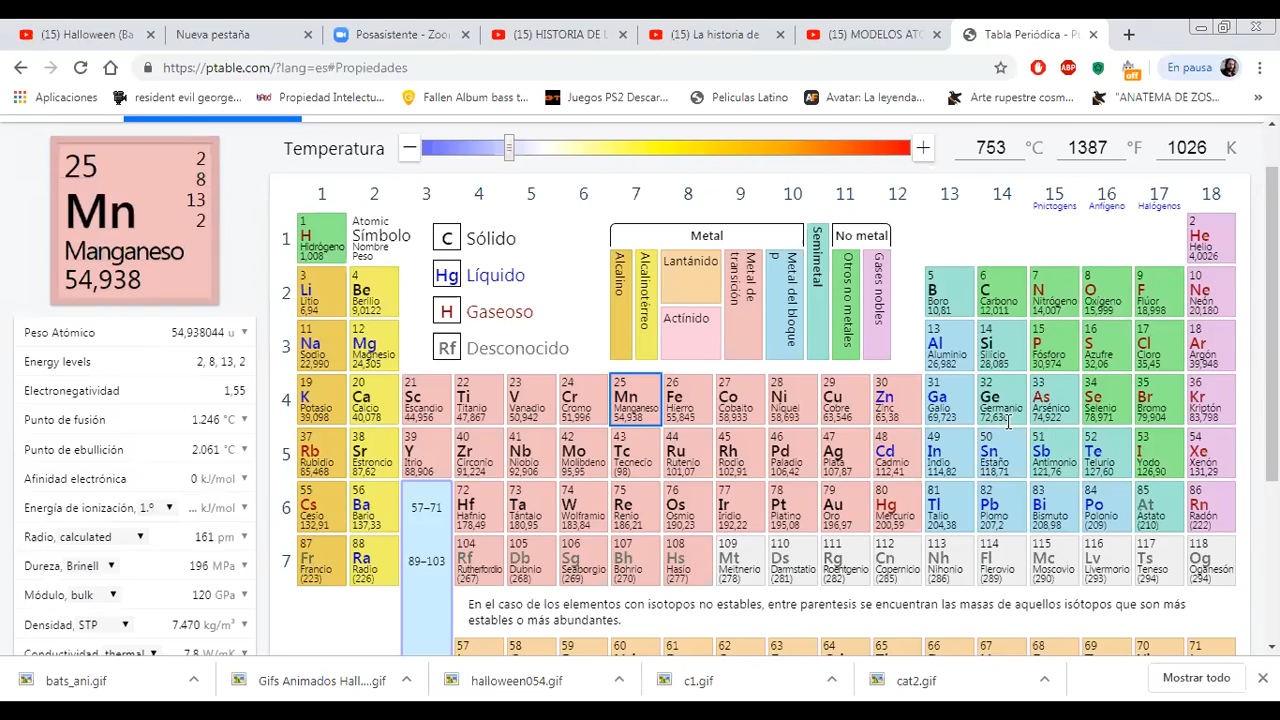 (15) Halloween (Ba
Nueva pestaña
Posasistente - Zoo
(15) HISTORIA DE L
(15) La historia de
(15) MODELOS ATÓ
Tabla Periódica - P
https://ptable.com/?lang=es#Propiedades
En pausa
off
Aplicaciones
resident evil george...
Propiedad Intelectu...
Fallen Album bass t...
Juegos PS2 Descar...
Peliculas Latino
Avatar: La leyenda...
Arte rupestre cosm...
"ANATEMA DE ZOS...
25
Mn
Manganeso
54,938
2
8
13
2
Temperatura
753 °C 1387 °F 1026 K
Peso Atómico 54,938044 u
Energy levels 2, 8, 13, 2
Electronegatividad 1,55
Punto de fusión 1.246 °C
Punto de ebullición 2.061 °C
Afinidad electrónica 0 kJ/mol
Energía de ionización, 1.º ... kJ/mol
Radio, calculated 161 pm
Dureza, Brinell 196 MPa
Módulo, bulk 120 GPa
Densidad, STP 7.470 kg/m³
Conductividad, thermal 7,8 W/mK
1 2 3 4 5 6 7 8 9 10 11 12 13 14 15 16 17 18
Pnictogens Anfígeno Halógenos
Atomic
Símbolo
Nombre
Peso
C Sólido
Hg Líquido
H Gaseoso
Rf Desconocido
Metal
Semimetal
No metal
Alcalino
Alcalinotérreo
Lantánido
Actínido
Metal de transición
Metal del bloque p
Otros no metales
Gases nobles
1
1 H Hidrógeno 1,008
2 He Helio 4,0026
2
3 Li Litio 6,94
4 Be Berilio 9,0122
5 B Boro 10,81
6 C Carbono 12,011
7 N Nitrógeno 14,007
8 O Oxígeno 15,999
9 F Flúor 18,998
10 Ne Neón 20,180
3
11 Na Sodio 22,990
12 Mg Magnesio 24,305
13 Al Aluminio 26,982
14 Si Silicio 28,085
15 P Fósforo 30,974
16 S Azufre 32,06
17 Cl Cloro 35,45
18 Ar Argón 39,948
4
19 K Potasio 39,098
20 Ca Calcio 40,078
21 Sc Escandio 44,956
22 Ti Titanio 47,867
23 V Vanadio 50,942
24 Cr Cromo 51,996
25 Mn Manganeso 54,938
26 Fe Hierro 55,845
27 Co Cobalto 58,933
28 Ni Níquel 58,693
29 Cu Cobre 63,546
30 Zn Zinc 65,38
31 Ga Galio 69,723
32 Ge Germanio 72,630
33 As Arsénico 74,922
34 Se Selenio 78,971
35 Br Bromo 79,904
36 Kr Kriptón 83,798
5
37 Rb Rubidio 85,468
38 Sr Estroncio 87,62
39 Y Itrio 88,906
40 Zr Zirconio 91,224
41 Nb Niobio 92,906
42 Mo Molibdeno 95,95
43 Tc Tecnecio (98)
44 Ru Rutenio 101,07
45 Rh Rodio 102,91
46 Pd Paladio 106,42
47 Ag Plata 107,87
48 Cd Cadmio 112,41
49 In Indio 114,82
50 Sn Estaño 118,71
51 Sb Antimonio 121,76
52 Te Telurio 127,60
53 I Yodo 126,90
54 Xe Xenón 131,29
6
55 Cs Cesio 132,91
56 Ba Bario 137,33
57–71
72 Hf Hafnio 178,49
73 Ta Tantalio 180,95
74 W Wolframio 183,84
75 Re Renio 186,21
76 Os Osmio 190,23
77 Ir Iridio 192,22
78 Pt Platino 195,08
79 Au Oro 196,97
80 Hg Mercurio 200,59
81 Tl Talio 204,38
82 Pb Plomo 207,2
83 Bi Bismuto 208,98
84 Po Polonio (209)
85 At Astato (210)
86 Rn Radón (222)
7
87 Fr Francio (223)
88 Ra Radio (226)
89–103
104 Rf Rutherfordio (267)
105 Db Dubnio (268)
106 Sg Seaborgio (269)
107 Bh Bohrio (270)
108 Hs Hasio (277)
109 Mt Meitnerio (278)
110 Ds Darmstatio (281)
111 Rg Roentgenio (282)
112 Cn Copernicio (285)
113 Nh Nihonio (286)
114 Fl Flerovio (289)
115 Mc Moscovio (290)
116 Lv Livermorio (293)
117 Ts Teneso (294)
118 Og Oganesón (294)
En el caso de los elementos con isotopos no estables, entre parentesis se encuentran las masas de aquellos isótopos que son más
estables o más abundantes.
57 58 59 60 61 62 63 64 65 66 67 68 69 70 71
bats_ani.gif
Gifs Animados Hall....gif
halloween054.gif
c1.gif
cat2.gif
Mostrar todo